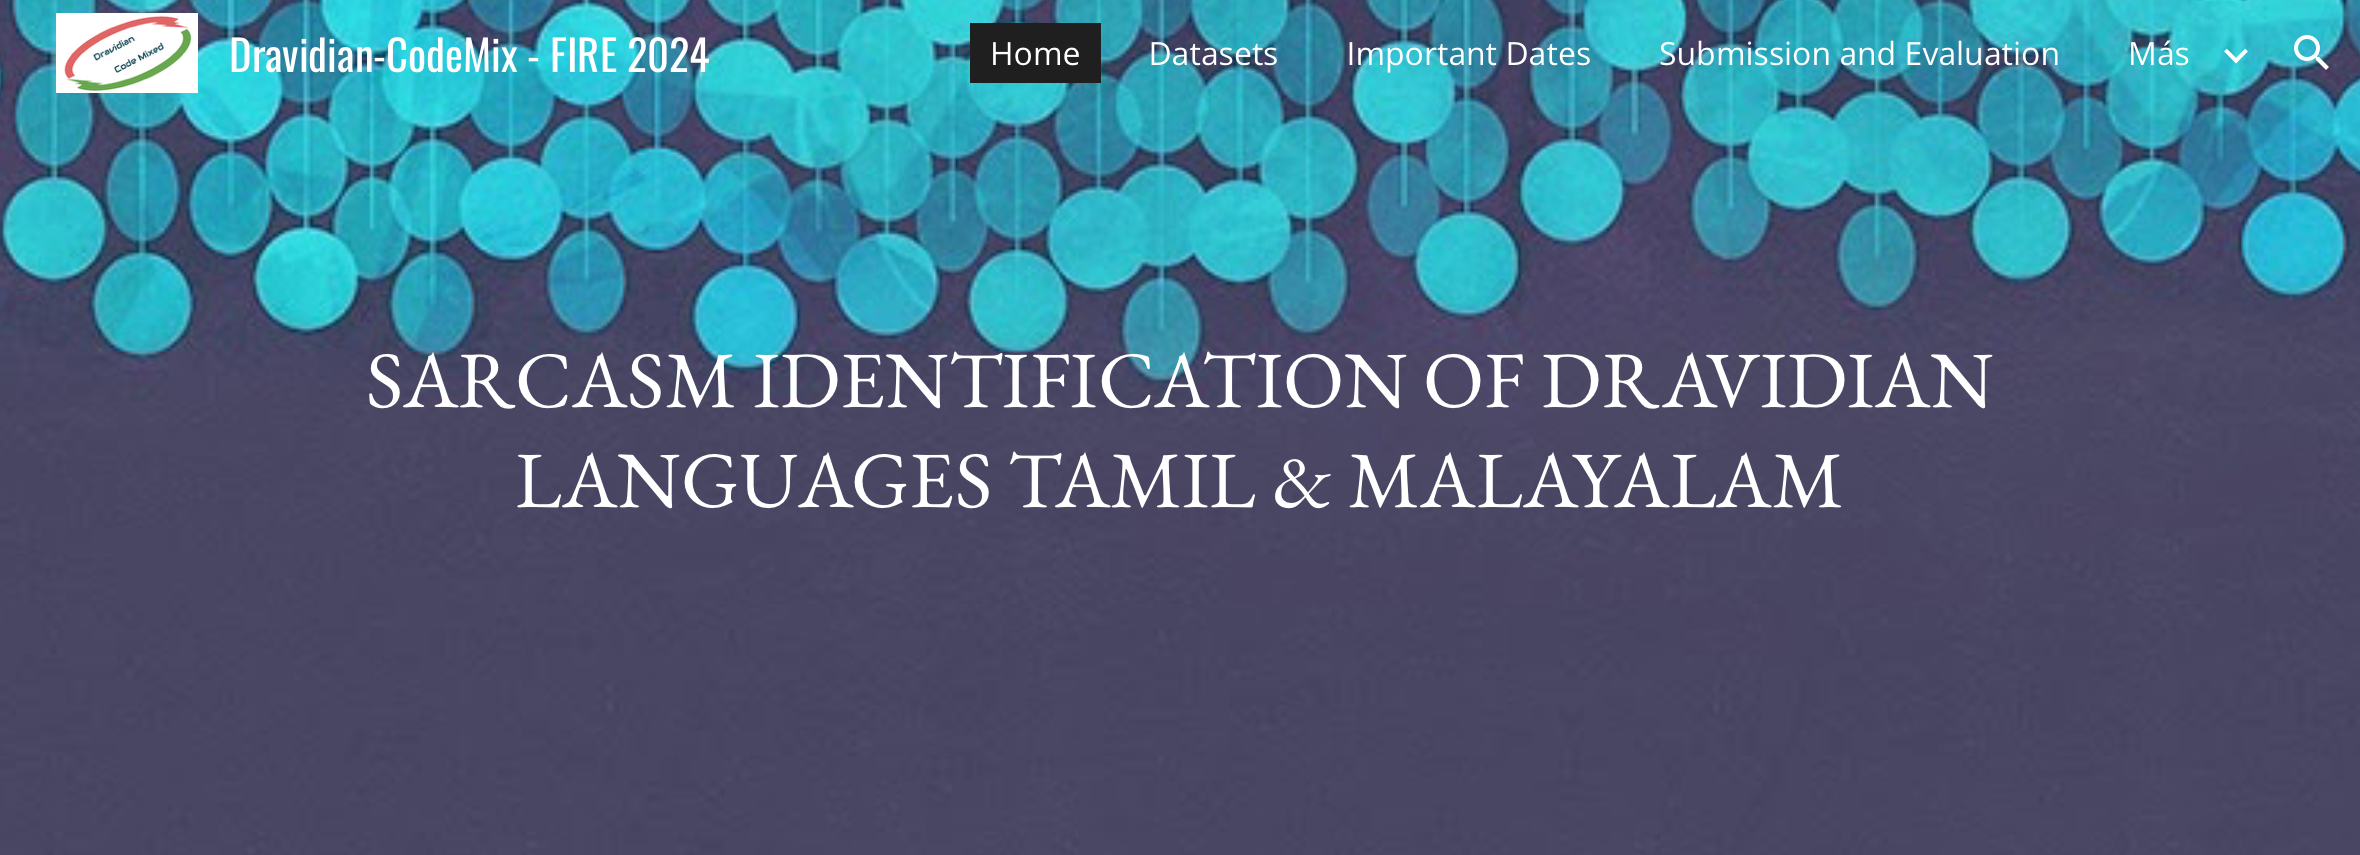 Dravidian
Code Mixed
Dravidian-CodeMix - FIRE 2024
Home
Datasets
Important Dates
Submission and Evaluation
Más
SARCASM IDENTIFICATION OF DRAVIDIAN
LANGUAGES TAMIL & MALAYALAM